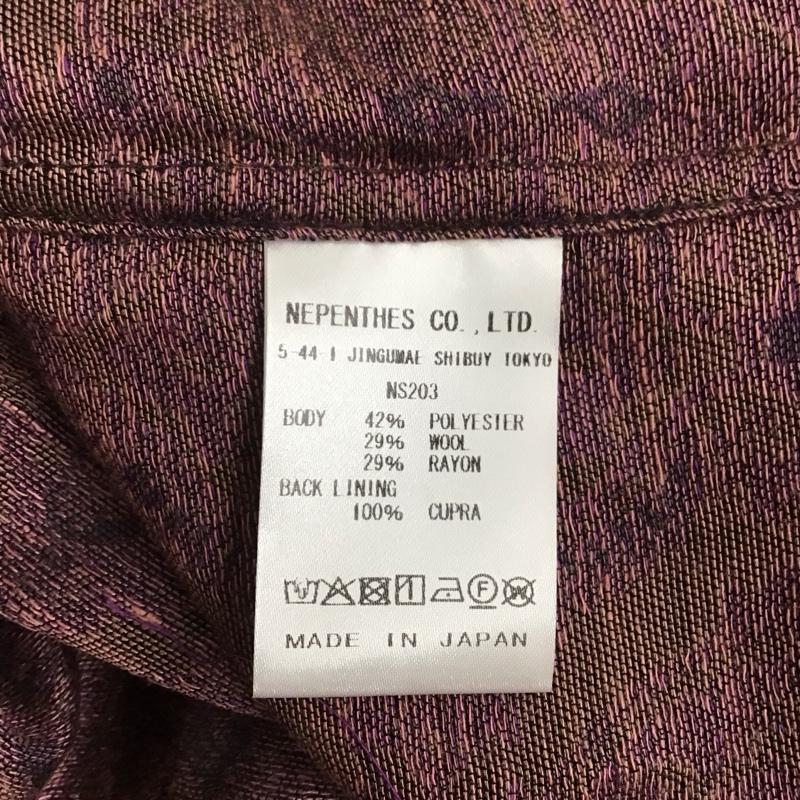 NEPENTHES CO.,LTD.
5-44-1 JINGUMAE SHIBUY TOKYO
NS203
BODY 42% POLYESTER
29% WOOL
29% RAYON
BACK LINING
100% CUPRA
F W
MADE IN JAPAN